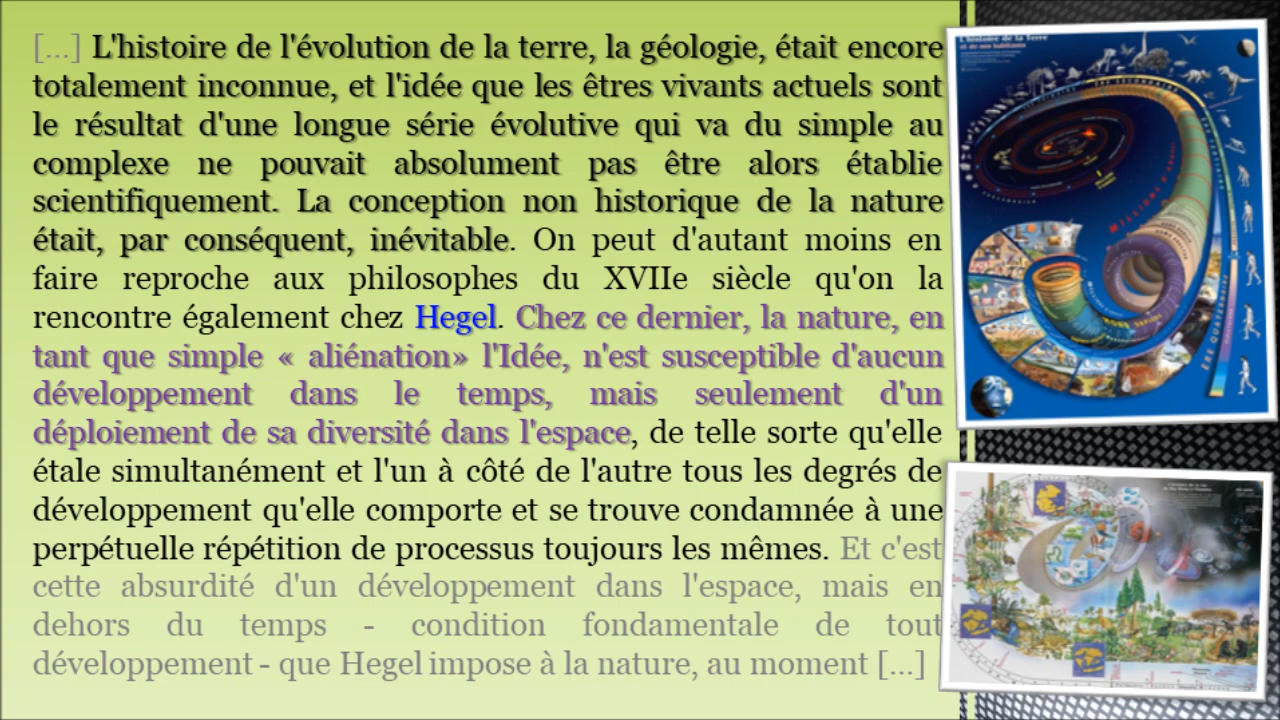 [...] L'histoire de l'évolution de la terre, la géologie, était encore
totalement inconnue, et l'idée que les êtres vivants actuels sont
le résultat d'une longue série évolutive qui va du simple au
complexe ne pouvait absolument pas être alors établie
scientifiquement. La conception non historique de la nature
était, par conséquent, inévitable. On peut d'autant moins en
faire reproche aux philosophes du XVIIe siècle qu'on la
rencontre également chez Hegel. Chez ce dernier, la nature, en
tant que simple « aliénation» l'Idée, n'est susceptible d'aucun
développement dans le temps, mais seulement d'un
déploiement de sa diversité dans l'espace, de telle sorte qu'elle
étale simultanément et l'un à côté de l'autre tous les degrés de
développement qu'elle comporte et se trouve condamnée à une
perpétuelle répétition de processus toujours les mêmes. Et c'est
cette absurdité d'un développement dans l'espace, mais en
dehors du temps - condition fondamentale de tout
développement - que Hegel impose à la nature, au moment [...]
L'histoire de la Terre
et de ses habitants
MILLIONS D'ANNÉES
ÈRE QUATERNAIRE